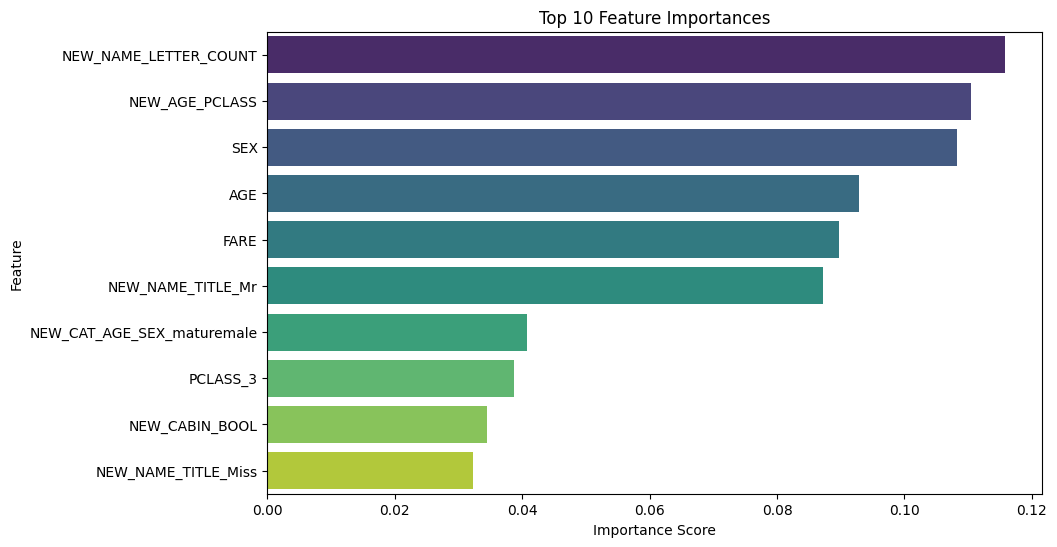 Top 10 Feature Importances
Feature
NEW_NAME_LETTER_COUNT
NEW_AGE_PCLASS
SEX
AGE
FARE
NEW_NAME_TITLE_Mr
NEW_CAT_AGE_SEX_maturemale
PCLASS_3
NEW_CABIN_BOOL
NEW_NAME_TITLE_Miss
0.00 0.02 0.04 0.06 0.08 0.10 0.12
Importance Score